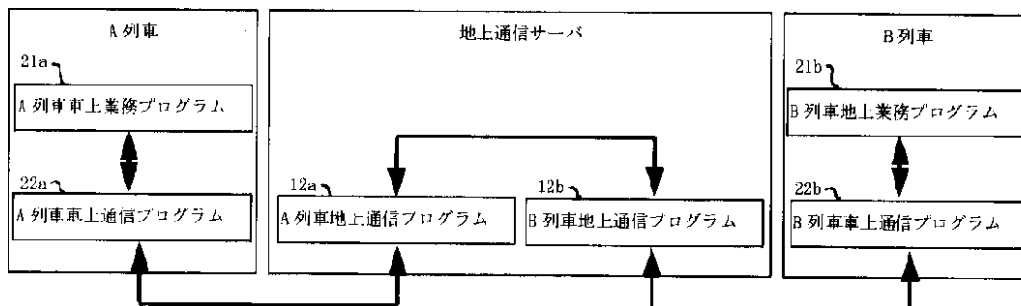 A列車
地上通信サーバ
B列車
21a
A列車車上業務プログラム
21b
B列車地上業務プログラム
22a
A列車車上通信プログラム
12a
A列車地上通信プログラム
12b
B列車地上通信プログラム
22b
B列車車上通信プログラム